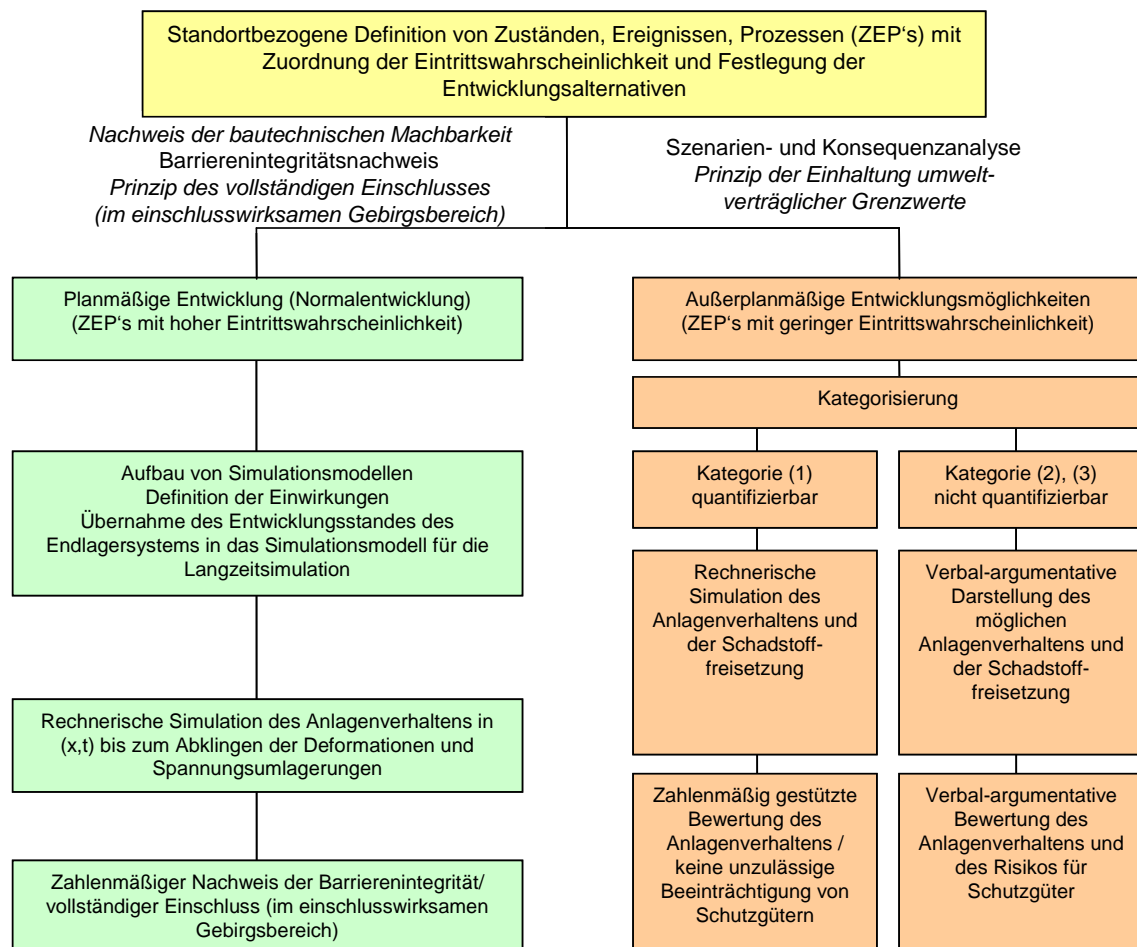 Standortbezogene Definition von Zuständen, Ereignissen, Prozessen (ZEP‘s) mit
Zuordnung der Eintrittswahrscheinlichkeit und Festlegung der
Entwicklungsalternativen
Nachweis der bautechnischen Machbarkeit
Barrierenintegritätsnachweis
Prinzip des vollständigen Einschlusses
(im einschlusswirksamen Gebirgsbereich)
Szenarien- und Konsequenzanalyse
Prinzip der Einhaltung umwelt-
verträglicher Grenzwerte
Planmäßige Entwicklung (Normalentwicklung)
(ZEP‘s mit hoher Eintrittswahrscheinlichkeit)
Aufbau von Simulationsmodellen
Definition der Einwirkungen
Übernahme des Entwicklungsstandes des
Endlagersystems in das Simulationsmodell für die
Langzeitsimulation
Rechnerische Simulation des Anlagenverhaltens in
(x,t) bis zum Abklingen der Deformationen und
Spannungsumlagerungen
Zahlenmäßiger Nachweis der Barrierenintegrität/
vollständiger Einschluss (im einschlusswirksamen
Gebirgsbereich)
Außerplanmäßige Entwicklungsmöglichkeiten
(ZEP‘s mit geringer Eintrittswahrscheinlichkeit)
Kategorisierung
Kategorie (1)
quantifizierbar
Rechnerische
Simulation des
Anlagenverhaltens und
der Schadstoff-
freisetzung
Zahlenmäßig gestützte
Bewertung des
Anlagenverhaltens /
keine unzulässige
Beeinträchtigung von
Schutzgütern
Kategorie (2), (3)
nicht quantifizierbar
Verbal-argumentative
Darstellung des
möglichen
Anlagenverhaltens und
der Schadstoff-
freisetzung
Verbal-argumentative
Bewertung des
Anlagenverhaltens und
des Risikos für
Schutzgüter